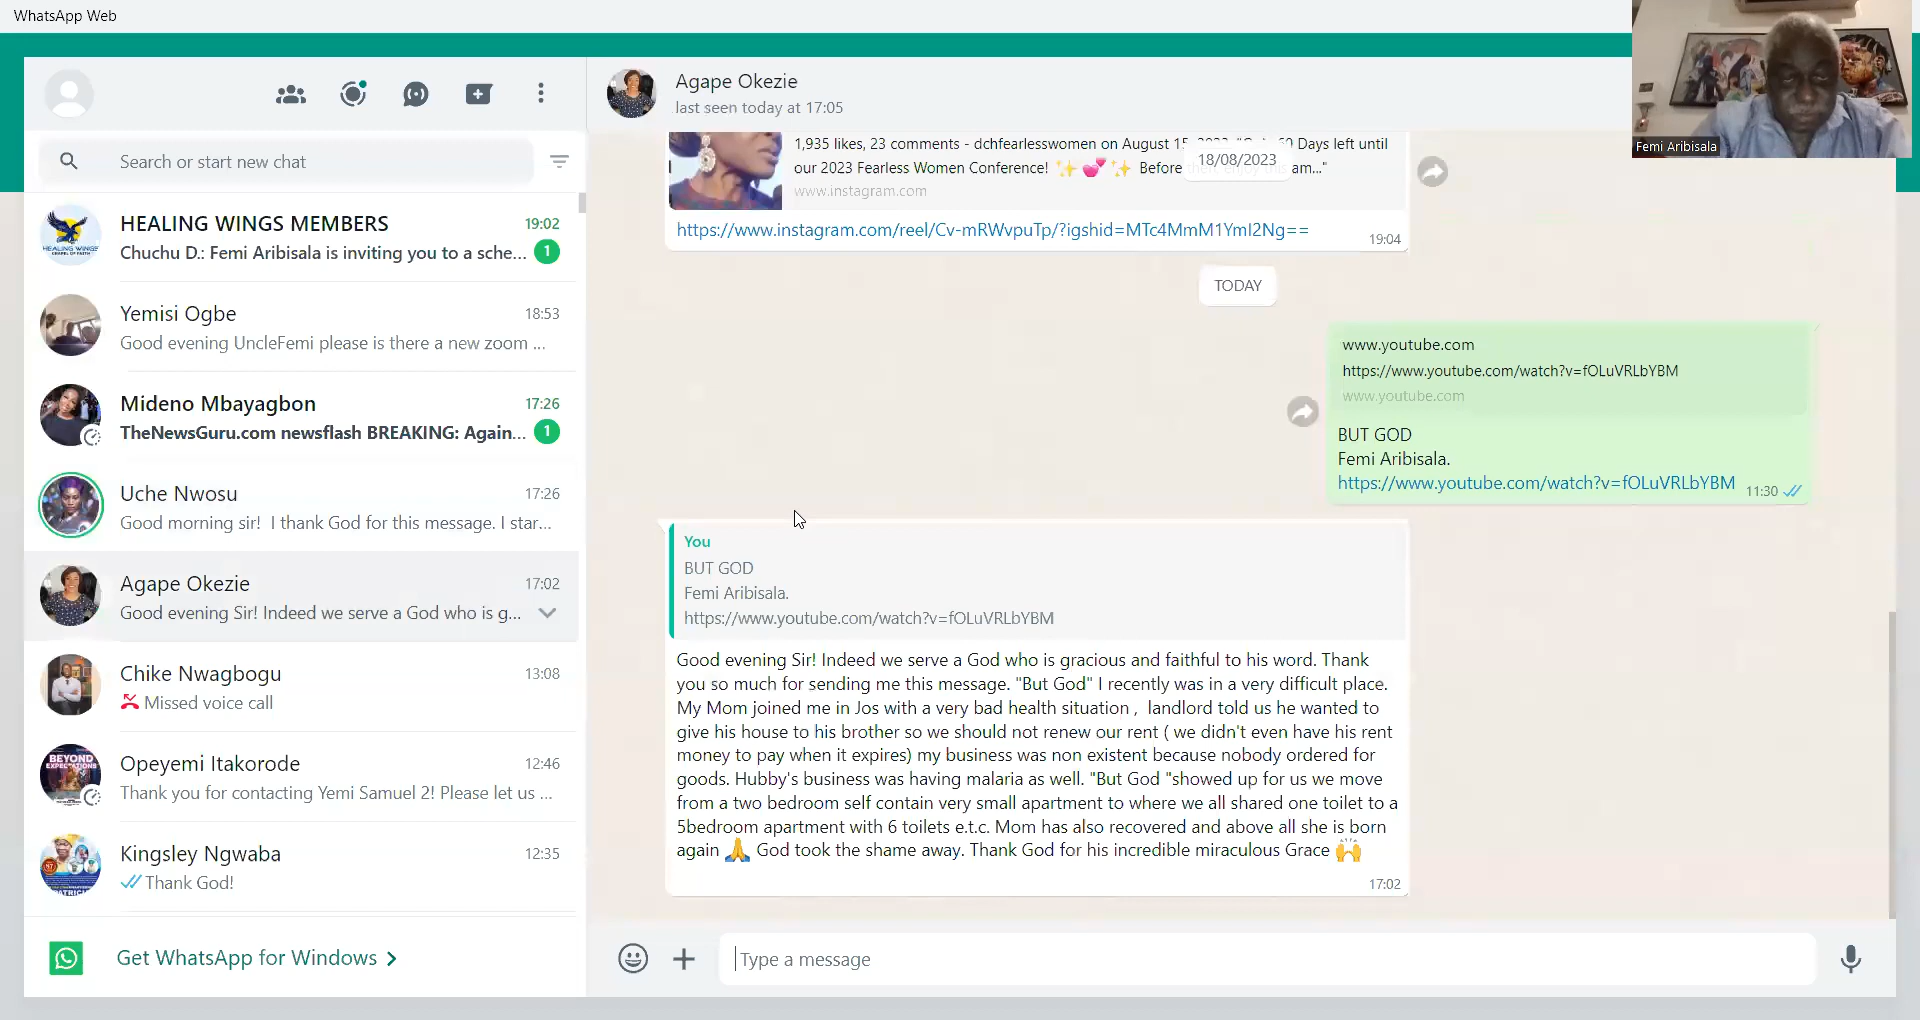 WhatsApp Web
Search or start new chat
HEALING WINGS MEMBERS
19:02
Chuchu D.: Femi Aribisala is inviting you to a sche...
1
Yemisi Ogbe
18:53
Good evening UncleFemi please is there a new zoom ...
Mideno Mbayagbon
17:26
TheNewsGuru.com newsflash BREAKING: Again...
1
Uche Nwosu
17:26
Good morning sir! I thank God for this message. I star...
Agape Okezie
17:02
Good evening Sir! Indeed we serve a God who is g...
Chike Nwagbogu
13:08
Missed voice call
Opeyemi Itakorode
12:46
Thank you for contacting Yemi Samuel 2! Please let us ...
Kingsley Ngwaba
12:35
Thank God!
Get WhatsApp for Windows
Agape Okezie
last seen today at 17:05
1,935 likes, 23 comments - dchfearlesswomen on August 15, 2023: 60 Days left until
our 2023 Fearless Women Conference! ✨ 💕 ✨ Before then, enjoy this am..."
18/08/2023
www.instagram.com
https://www.instagram.com/reel/Cv-mRWvpuTp/?igshid=MTc4MmM1YmI2Ng==
19:04
TODAY
www.youtube.com
https://www.youtube.com/watch?v=fOLuVRLbYBM
www.youtube.com
BUT GOD
Femi Aribisala.
https://www.youtube.com/watch?v=fOLuVRLbYBM
11:30
You
BUT GOD
Femi Aribisala.
https://www.youtube.com/watch?v=fOLuVRLbYBM
Good evening Sir! Indeed we serve a God who is gracious and faithful to his word. Thank
you so much for sending me this message. "But God" I recently was in a very difficult place.
My Mom joined me in Jos with a very bad health situation , landlord told us he wanted to
give his house to his brother so we should not renew our rent ( we didn't even have his rent
money to pay when it expires) my business was non existent because nobody ordered for
goods. Hubby's business was having malaria as well. "But God "showed up for us we move
from a two bedroom self contain very small apartment to where we all shared one toilet to a
5bedroom apartment with 6 toilets e.t.c. Mom has also recovered and above all she is born
again 🙏 God took the shame away. Thank God for his incredible miraculous Grace 🙌
17:02
Type a message
Femi Aribisala